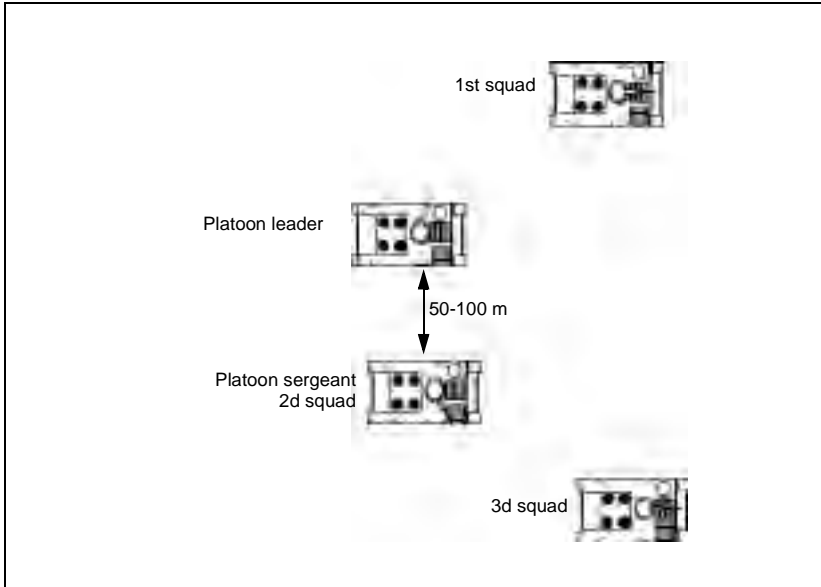 1st squad
Platoon leader
50-100 m
Platoon sergeant
2d squad
3d squad